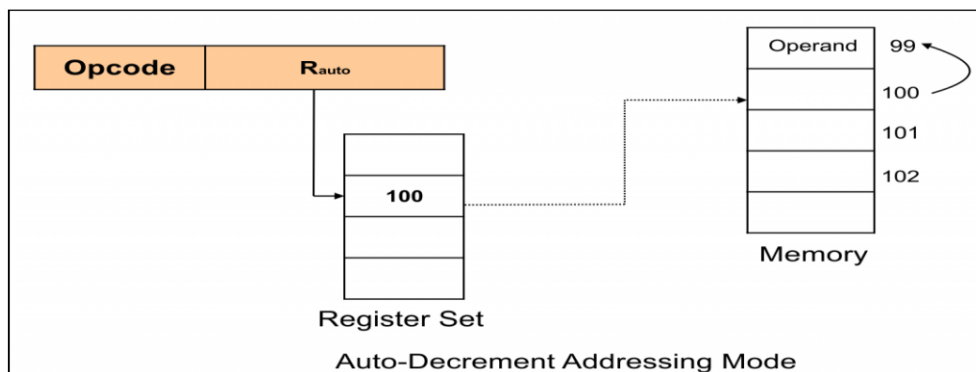 Opcode
Rauto
100
Register Set
Operand
99
100
101
102
Memory
Auto-Decrement Addressing Mode